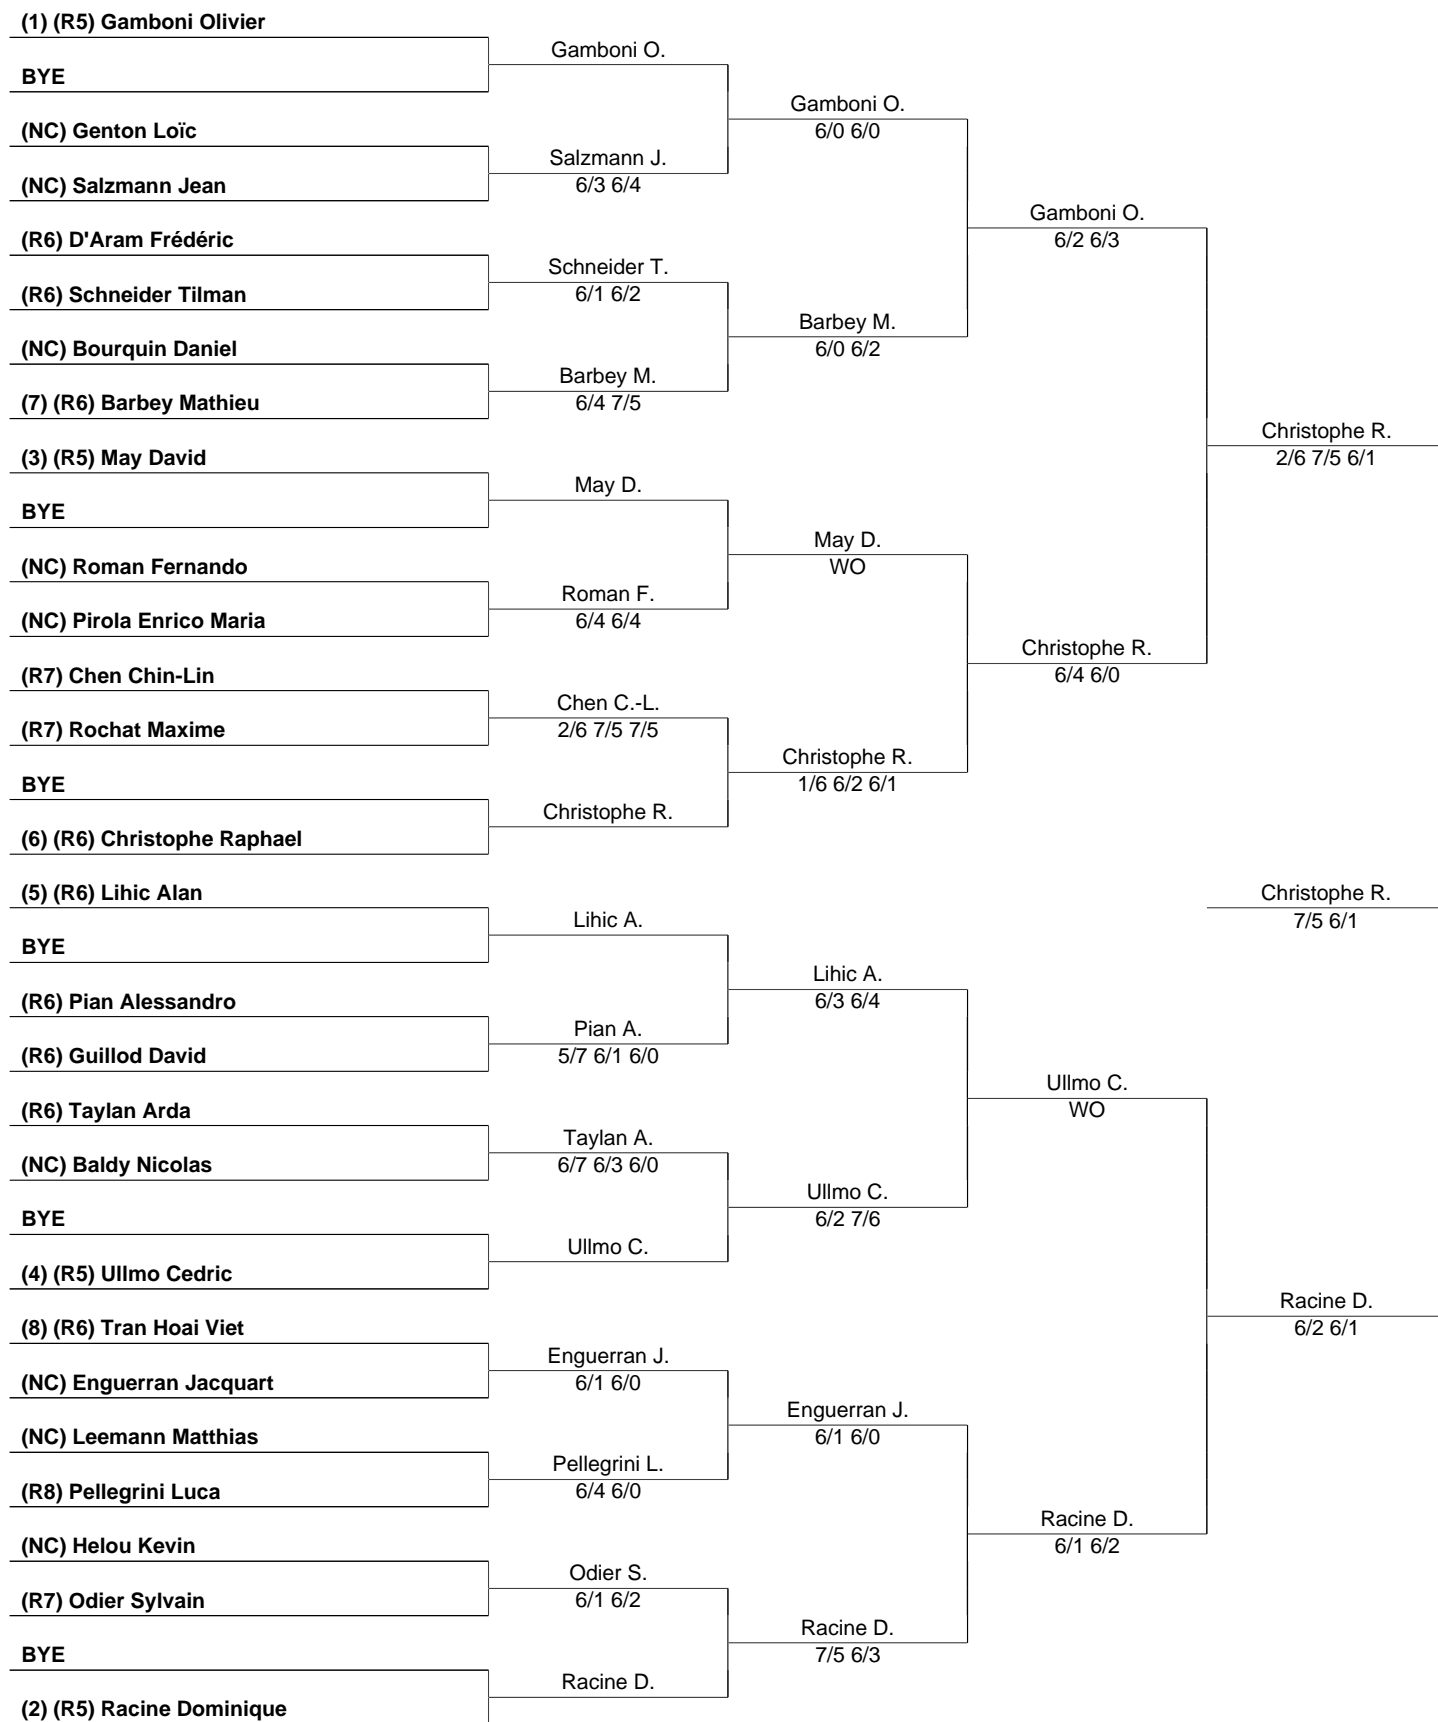 (1) (R5) Gamboni Olivier
BYE
(NC) Genton Loïc
(NC) Salzmann Jean
(R6) D'Aram Frédéric
(R6) Schneider Tilman
(NC) Bourquin Daniel
(7) (R6) Barbey Mathieu
(3) (R5) May David
BYE
(NC) Roman Fernando
(NC) Pirola Enrico Maria
(R7) Chen Chin-Lin
(R7) Rochat Maxime
BYE
(6) (R6) Christophe Raphael
(5) (R6) Lihic Alan
BYE
(R6) Pian Alessandro
(R6) Guillod David
(R6) Taylan Arda
(NC) Baldy Nicolas
BYE
(4) (R5) Ullmo Cedric
(8) (R6) Tran Hoai Viet
(NC) Enguerran Jacquart
(NC) Leemann Matthias
(R8) Pellegrini Luca
(NC) Helou Kevin
(R7) Odier Sylvain
BYE
(2) (R5) Racine Dominique
Gamboni O.
Salzmann J.
6/3 6/4
Schneider T.
6/1 6/2
Barbey M.
6/4 7/5
May D.
Roman F.
6/4 6/4
Chen C.-L.
2/6 7/5 7/5
Christophe R.
Lihic A.
Pian A.
5/7 6/1 6/0
Taylan A.
6/7 6/3 6/0
Ullmo C.
Enguerran J.
6/1 6/0
Pellegrini L.
6/4 6/0
Odier S.
6/1 6/2
Racine D.
Gamboni O.
6/0 6/0
Barbey M.
6/0 6/2
May D.
WO
Christophe R.
1/6 6/2 6/1
Lihic A.
6/3 6/4
Ullmo C.
6/2 7/6
Enguerran J.
6/1 6/0
Racine D.
7/5 6/3
Gamboni O.
6/2 6/3
Christophe R.
6/4 6/0
Ullmo C.
WO
Racine D.
6/1 6/2
Christophe R.
2/6 7/5 6/1
Christophe R.
7/5 6/1
Racine D.
6/2 6/1